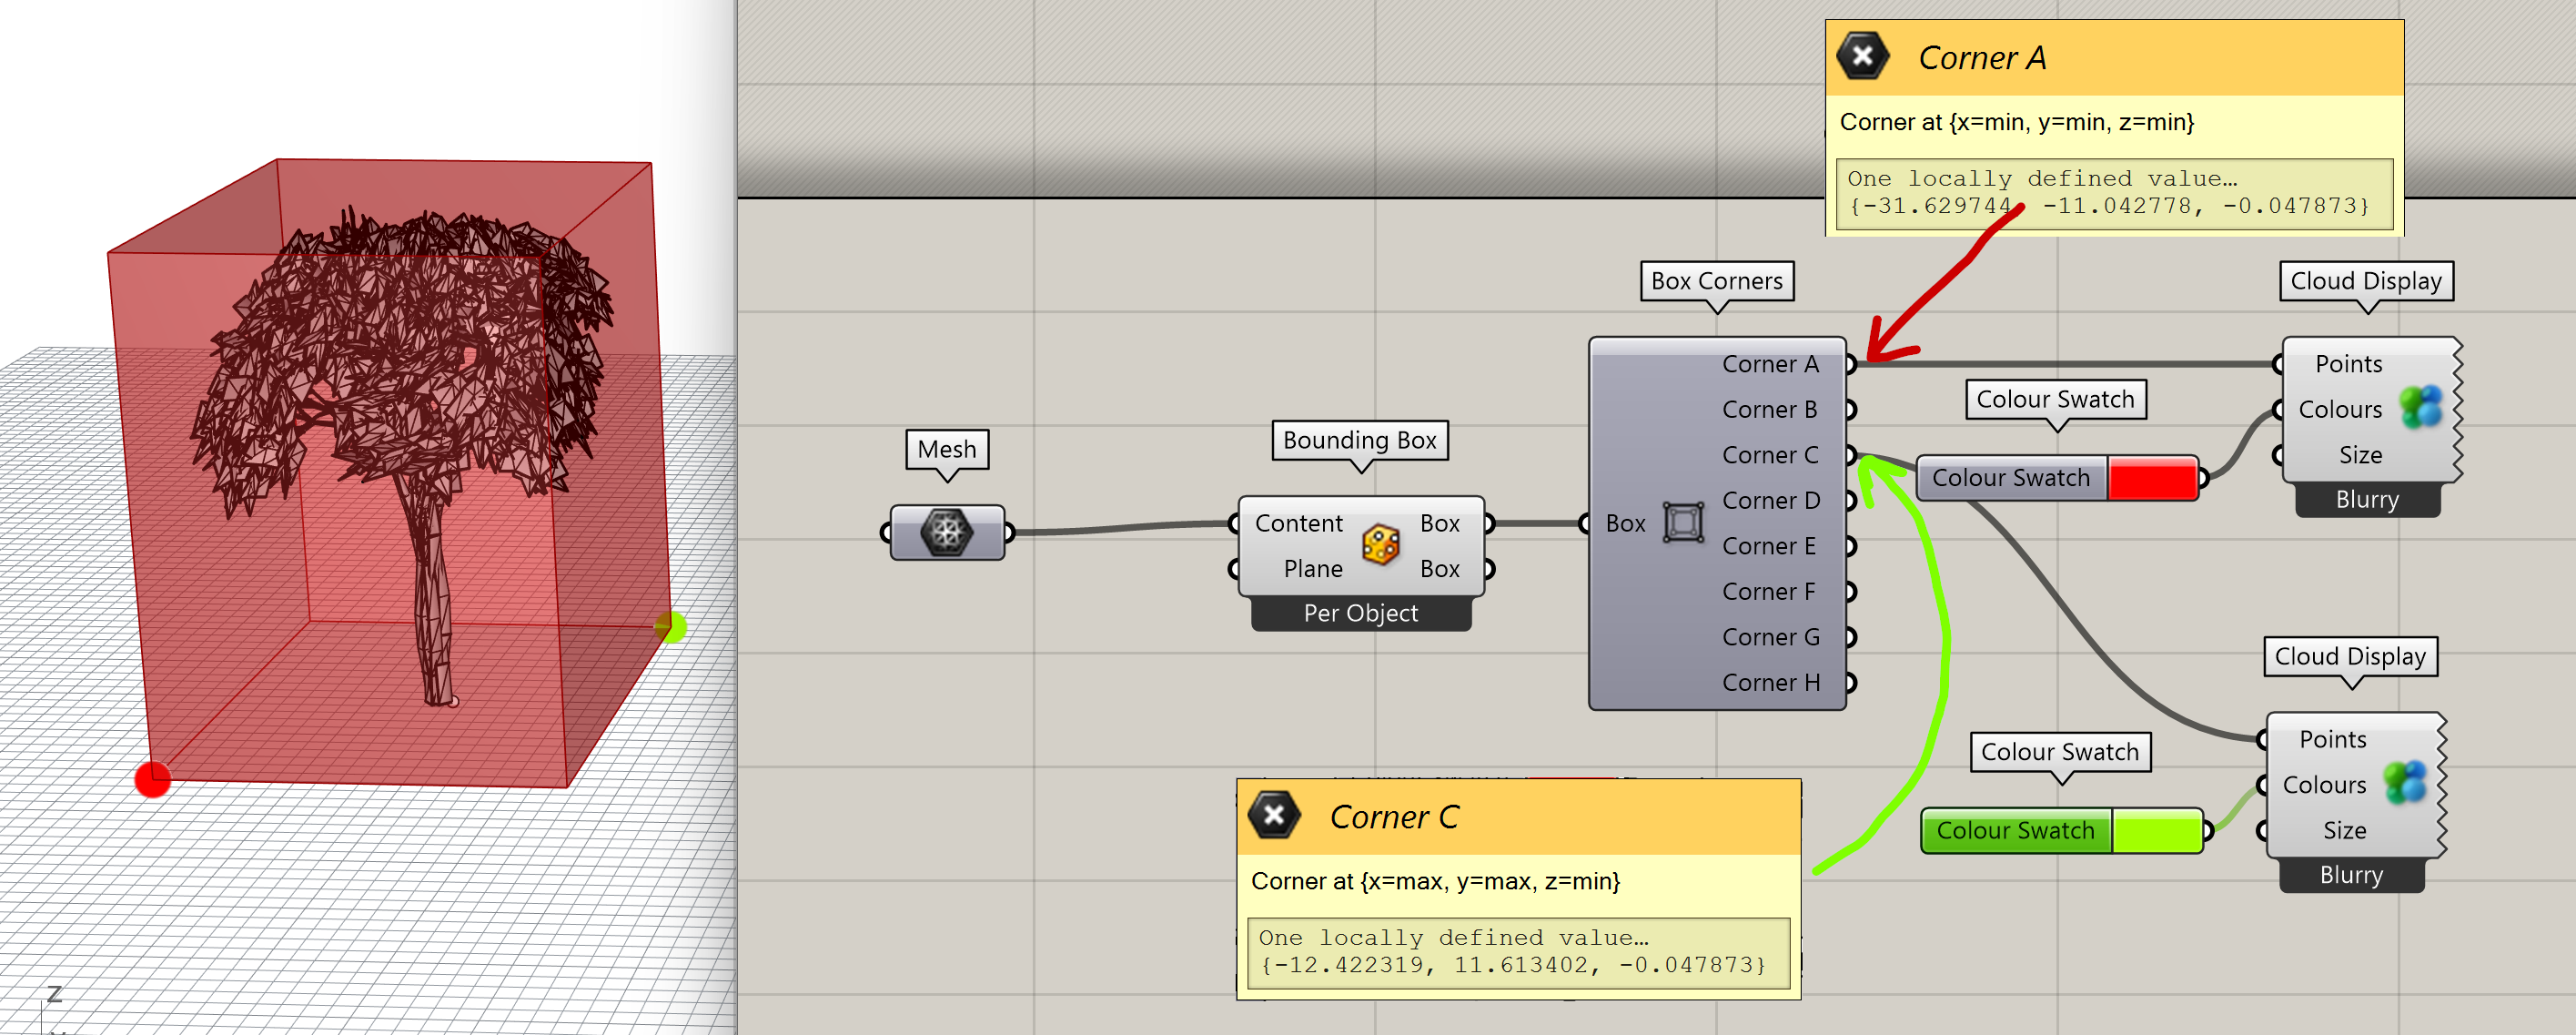 Corner A
Corner at {x=min, y=min, z=min}
One locally defined value…
{-31.629744, -11.042778, -0.047873}
Box Corners
Cloud Display
Corner A
Corner B
Corner C
Corner D
Corner E
Corner F
Corner G
Corner H
Box
Points
Colours
Size
Blurry
Colour Swatch
Colour Swatch
Mesh
Bounding Box
Content
Plane
Box
Box
Per Object
Cloud Display
Points
Colours
Size
Blurry
Colour Swatch
Colour Swatch
Corner C
Corner at {x=max, y=max, z=min}
One locally defined value…
{-12.422319, 11.613402, -0.047873}
z